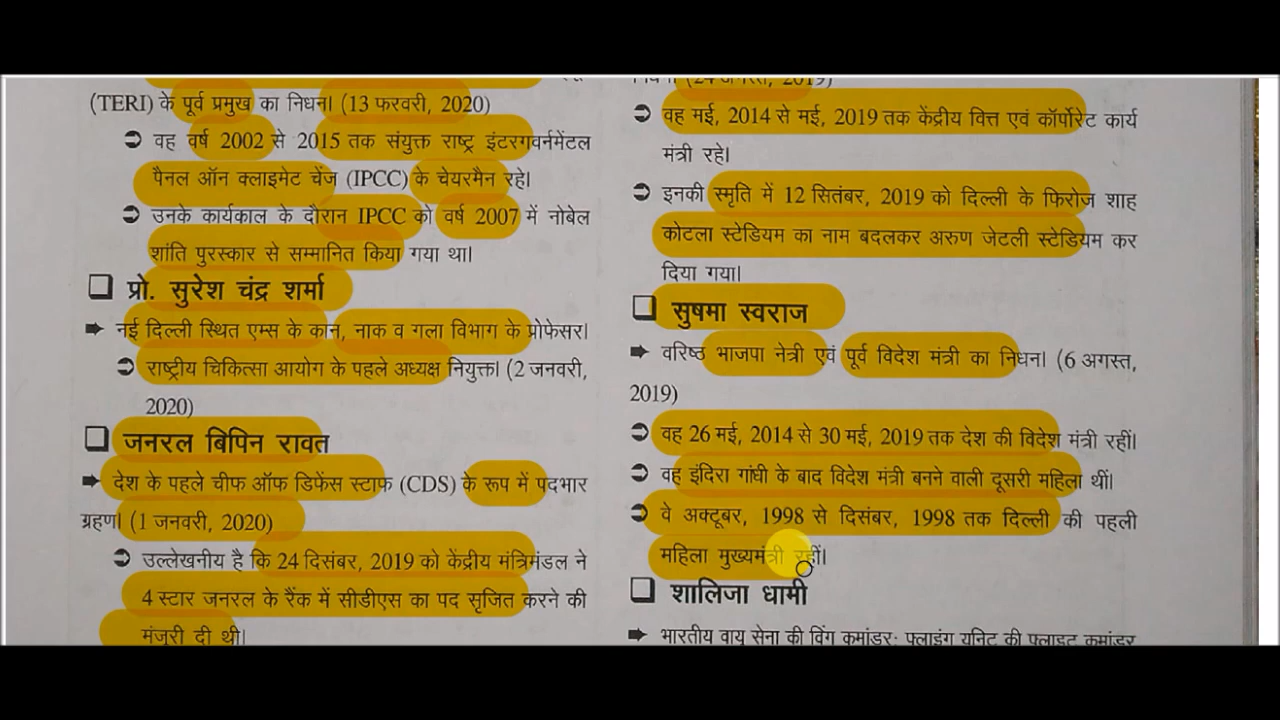 (TERI) के पूर्व प्रमुख का निधन। (13 फरवरी, 2020)
➲ वह वर्ष 2002 से 2015 तक संयुक्त राष्ट्र इंटरगवर्नमेंटल
पैनल ऑन क्लाइमेट चेंज (IPCC) के चेयरमैन रहे।
➲ उनके कार्यकाल के दौरान IPCC को वर्ष 2007 में नोबेल
शांति पुरस्कार से सम्मानित किया गया था।
❑ प्रो. सुरेश चंद्र शर्मा
➠ नई दिल्ली स्थित एम्स के कान, नाक व गला विभाग के प्रोफेसर।
➲ राष्ट्रीय चिकित्सा आयोग के पहले अध्यक्ष नियुक्त। (2 जनवरी,
2020)
❑ जनरल बिपिन रावत
➠ देश के पहले चीफ ऑफ डिफेंस स्टाफ (CDS) के रूप में पदभार
ग्रहण। (1 जनवरी, 2020)
➲ उल्लेखनीय है कि 24 दिसंबर, 2019 को केंद्रीय मंत्रिमंडल ने
4 स्टार जनरल के रैंक में सीडीएस का पद सृजित करने की
मंजूरी दी थी।
(24 अगस्त, 2019)
➲ वह मई, 2014 से मई, 2019 तक केंद्रीय वित्त एवं कॉर्पोरेट कार्य
मंत्री रहे।
➲ इनकी स्मृति में 12 सितंबर, 2019 को दिल्ली के फिरोज शाह
कोटला स्टेडियम का नाम बदलकर अरुण जेटली स्टेडियम कर
दिया गया।
❑ सुषमा स्वराज
➠ वरिष्ठ भाजपा नेत्री एवं पूर्व विदेश मंत्री का निधन। (6 अगस्त,
2019)
➲ वह 26 मई, 2014 से 30 मई, 2019 तक देश की विदेश मंत्री रहीं।
➲ वह इंदिरा गांधी के बाद विदेश मंत्री बनने वाली दूसरी महिला थीं।
➲ वे अक्टूबर, 1998 से दिसंबर, 1998 तक दिल्ली की पहली
महिला मुख्यमंत्री रहीं।
❑ शालिजा धामी
➠ भारतीय वायु सेना की विंग कमांडर; फ्लाइंग यूनिट की फ्लाइट कमांडर